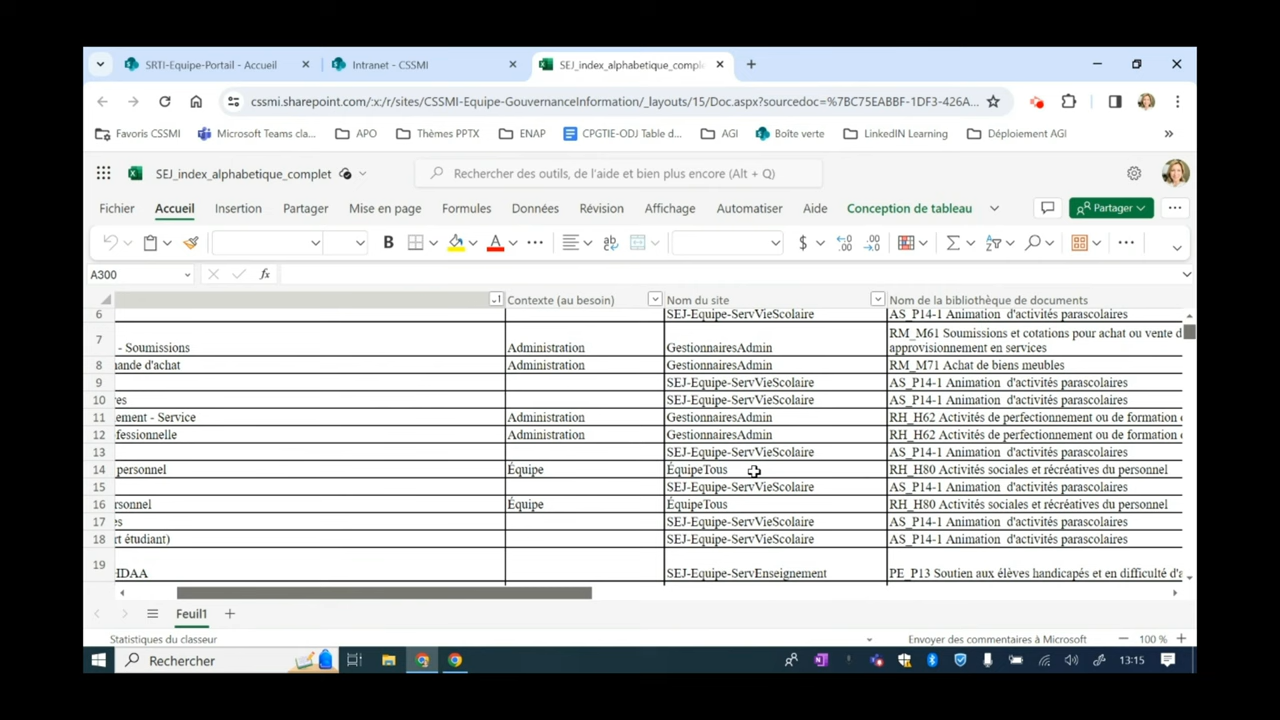 SRTI-Equipe-Portail - Accueil
Intranet - CSSMI
SEJ_index_alphabetique_comple
cssmi.sharepoint.com/:x:/r/sites/CSSMI-Equipe-GouvernanceInformation/_layouts/15/Doc.aspx?sourcedoc=%7BC75EABBF-1DF3-426A...
Favoris CSSMI
Microsoft Teams cla...
APO
Thèmes PPTX
ENAP
CPGTIE-ODJ Table d...
AGI
Boîte verte
LinkedIN Learning
Déploiement AGI
SEJ_index_alphabetique_complet
Rechercher des outils, de l'aide et bien plus encore (Alt + Q)
Fichier Accueil Insertion Partager Mise en page Formules Données Révision Affichage Automatiser Aide Conception de tableau
Partager
B A $
A300
fx
Contexte (au besoin) Nom du site Nom de la bibliothèque de documents
6 SEJ-Equipe-ServVieScolaire AS_P14-1 Animation d'activités parascolaires
7 - Soumissions Administration GestionnairesAdmin RM_M61 Soumissions et cotations pour achat ou vente d
approvisionnement en services
8 nande d'achat Administration GestionnairesAdmin RM_M71 Achat de biens meubles
9 SEJ-Equipe-ServVieScolaire AS_P14-1 Animation d'activités parascolaires
10 es SEJ-Equipe-ServVieScolaire AS_P14-1 Animation d'activités parascolaires
11 ement - Service Administration GestionnairesAdmin RH_H62 Activités de perfectionnement ou de formation
12 fessionnelle Administration GestionnairesAdmin RH_H62 Activités de perfectionnement ou de formation
13 SEJ-Equipe-ServVieScolaire AS_P14-1 Animation d'activités parascolaires
14 personnel Équipe ÉquipeTous RH_H80 Activités sociales et récréatives du personnel
15 SEJ-Equipe-ServVieScolaire AS_P14-1 Animation d'activités parascolaires
16 rsonnel Équipe ÉquipeTous RH_H80 Activités sociales et récréatives du personnel
17 s SEJ-Equipe-ServVieScolaire AS_P14-1 Animation d'activités parascolaires
18 rt étudiant) SEJ-Equipe-ServVieScolaire AS_P14-1 Animation d'activités parascolaires
19 HDAA SEJ-Equipe-ServEnseignement PE_P13 Soutien aux élèves handicapés et en difficulté d'a
Feuil1
Statistiques du classeur
Envoyer des commentaires à Microsoft
100 %
Rechercher
13:15